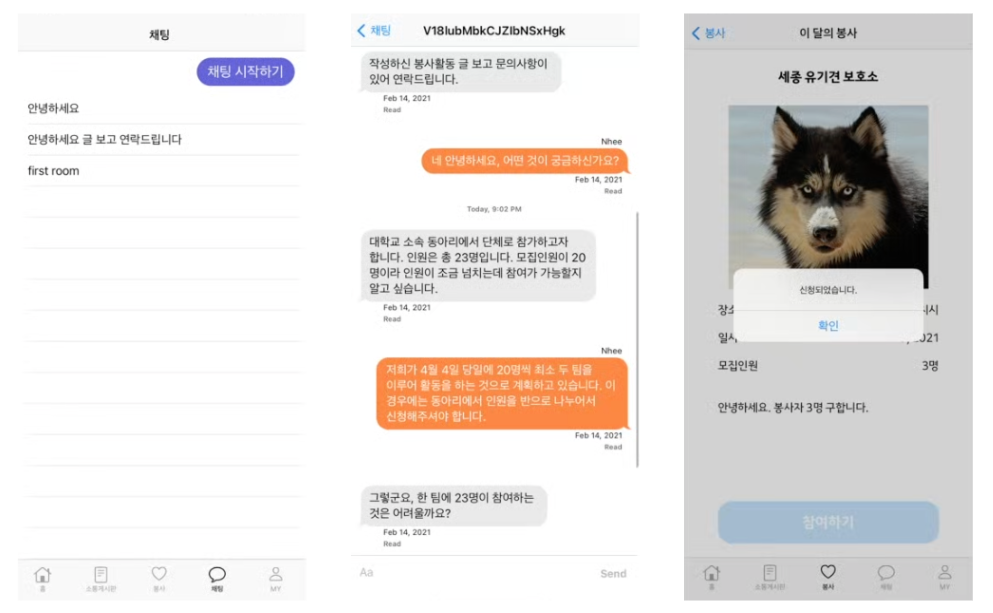 채팅
채팅 시작하기
안녕하세요
안녕하세요 글 보고 연락드립니다
first room
홈
소통게시판
봉사
채팅
MY
채팅
V18IubMbkCJZIbNSxHgk
작성하신 봉사활동 글 보고 문의사항이
있어 연락드립니다.
Feb 14, 2021
Read
Nhee
네 안녕하세요, 어떤 것이 궁금하신가요?
Feb 14, 2021
Read
Today, 9:02 PM
대학교 소속 동아리에서 단체로 참가하고자
합니다. 인원은 총 23명입니다. 모집인원이 20
명이라 인원이 조금 넘치는데 참여가 가능할지
알고 싶습니다.
Feb 14, 2021
Read
Nhee
저희가 4월 4일 당일에 20명씩 최소 두 팀을
이루어 활동을 하는 것으로 계획하고 있습니다. 이
경우에는 동아리에서 인원을 반으로 나누어서
신청해주셔야 합니다.
Feb 14, 2021
Read
그렇군요, 한 팀에 23명이 참여하는
것은 어려울까요?
Feb 14, 2021
Read
Aa
Send
봉사
이 달의 봉사
세종 유기견 보호소
신청되었습니다.
확인
모집인원
3명
안녕하세요. 봉사자 3명 구합니다.
참여하기
홈
소통게시판
봉사
채팅
MY